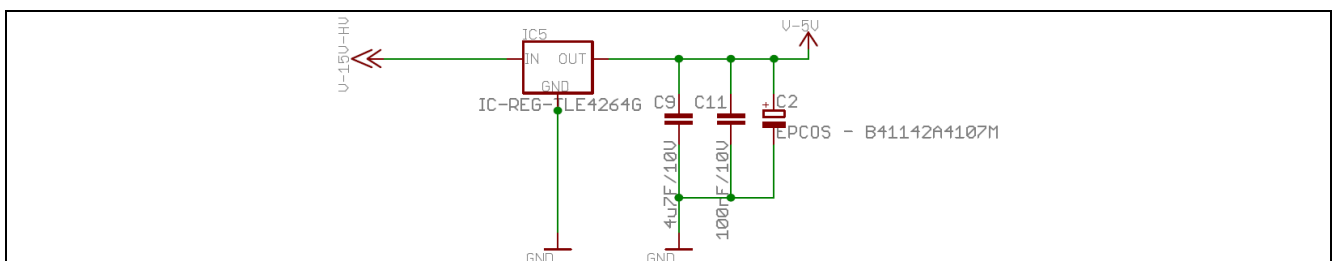 V-5V
IC5
V-15V-HV
IN OUT
GND
IC-REG-TLE4264G
C9
C11
C2
+
EPCOS - B41142A4107M
4u7F/10V
100nF/10V
GND
GND